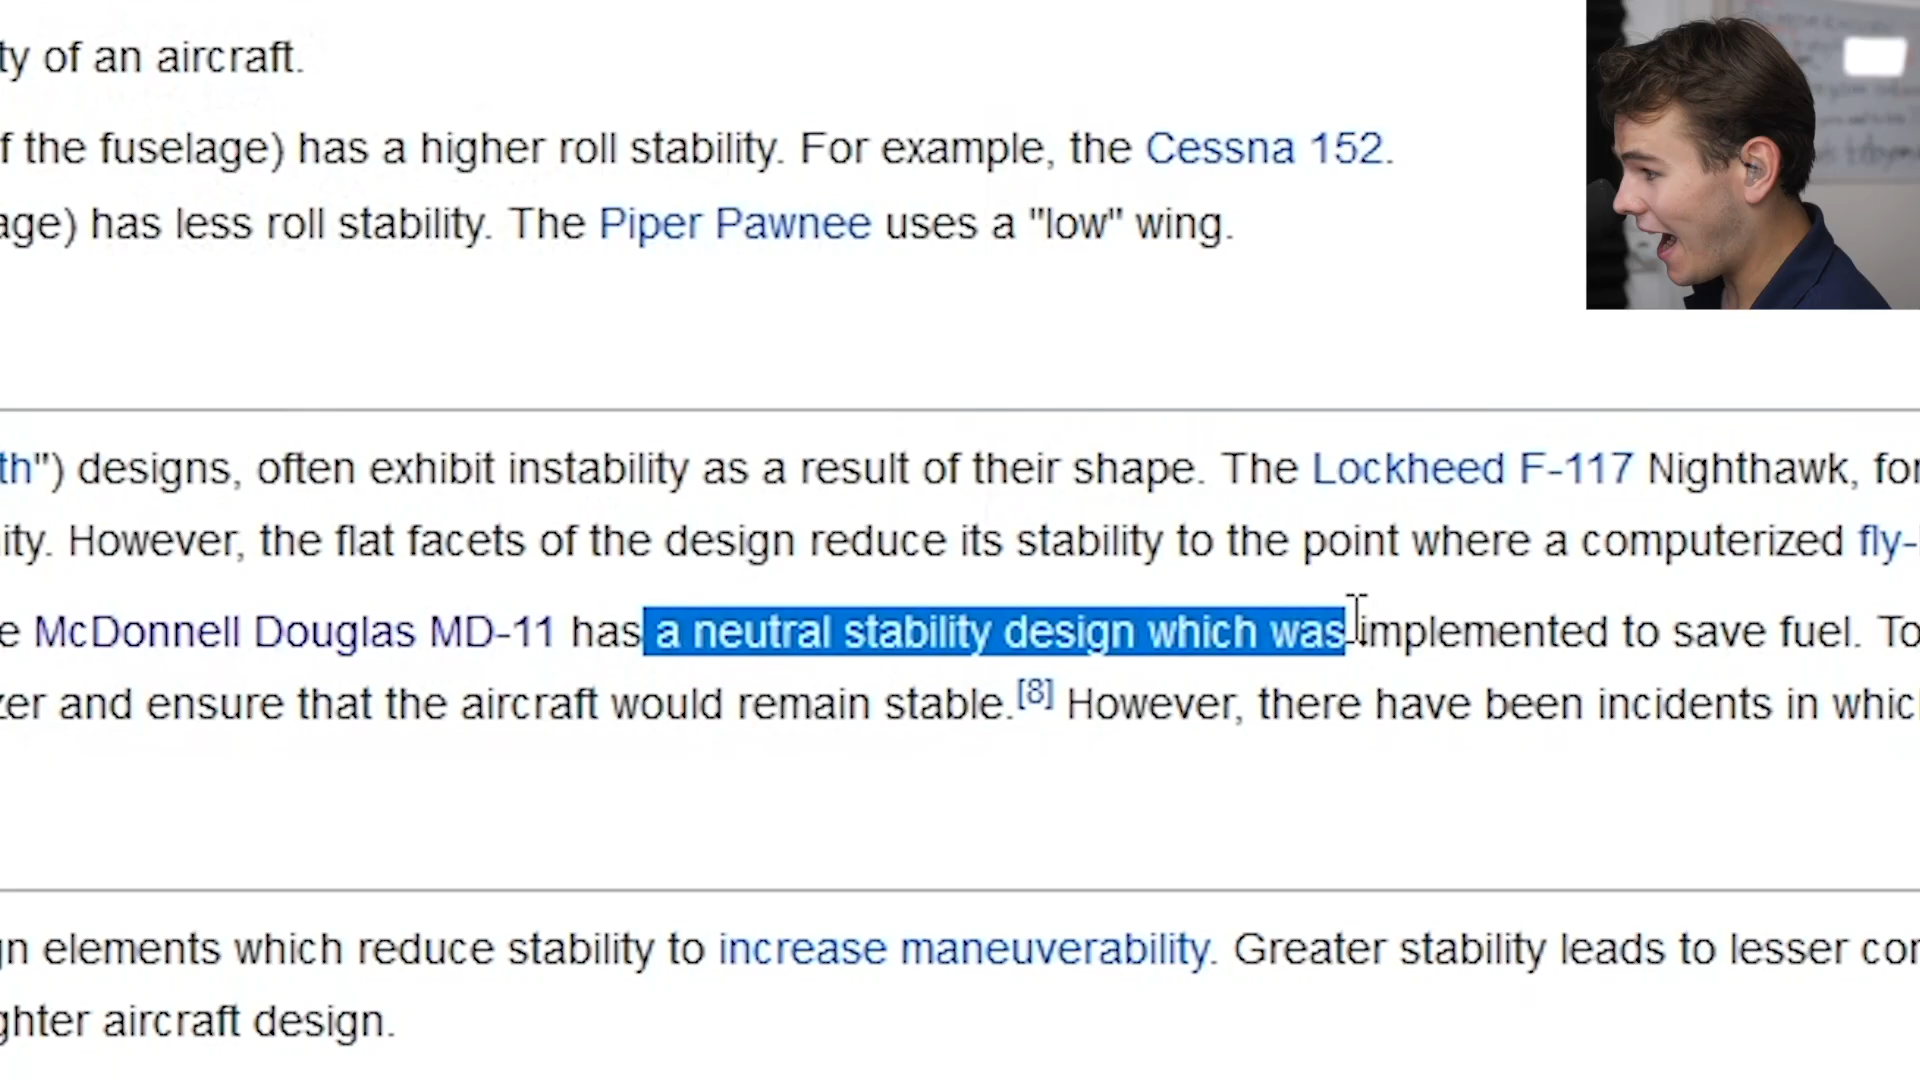 ty of an aircraft.
f the fuselage) has a higher roll stability. For example, the Cessna 152.
age) has less roll stability. The Piper Pawnee uses a "low" wing.
th") designs, often exhibit instability as a result of their shape. The Lockheed F-117 Nighthawk, for
ity. However, the flat facets of the design reduce its stability to the point where a computerized fly-
e McDonnell Douglas MD-11 has a neutral stability design which was implemented to save fuel. To
zer and ensure that the aircraft would remain stable.[8] However, there have been incidents in which
gn elements which reduce stability to increase maneuverability. Greater stability leads to lesser con
ghter aircraft design.